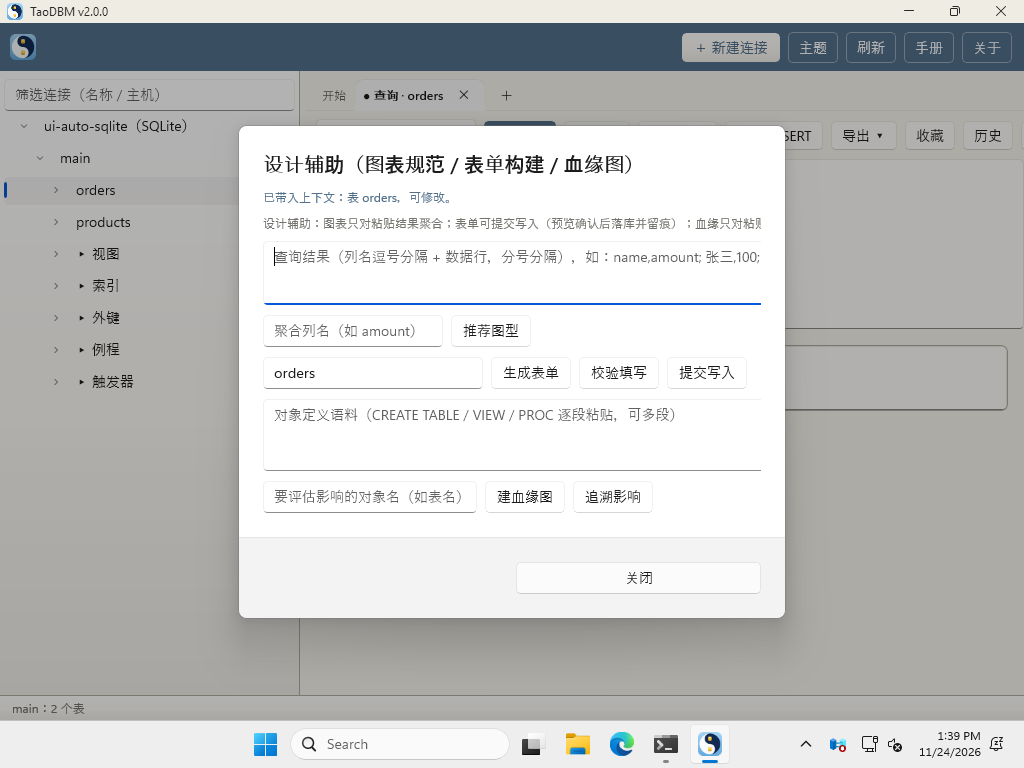 TaoDBM v2.0.0
+ 新建连接
主题
刷新
手册
关于
筛选连接（名称 / 主机）
开始
• 查询 · orders
ui-auto-sqlite（SQLite）
main
orders
products
视图
索引
外键
例程
触发器
导出
收藏
历史
设计辅助（图表规范 / 表单构建 / 血缘图）
已带入上下文：表 orders，可修改。
设计辅助：图表只对粘贴结果聚合；表单可提交写入（预览确认后落库并留痕）；血缘只对粘贴
查询结果（列名逗号分隔 + 数据行，分号分隔），如：name,amount; 张三,100;
聚合列名（如 amount）
推荐图型
orders
生成表单
校验填写
提交写入
对象定义语料（CREATE TABLE / VIEW / PROC 逐段粘贴，可多段）
要评估影响的对象名（如表名）
建血缘图
追溯影响
关闭
main：2 个表
Search
1:39 PM
11/24/2026